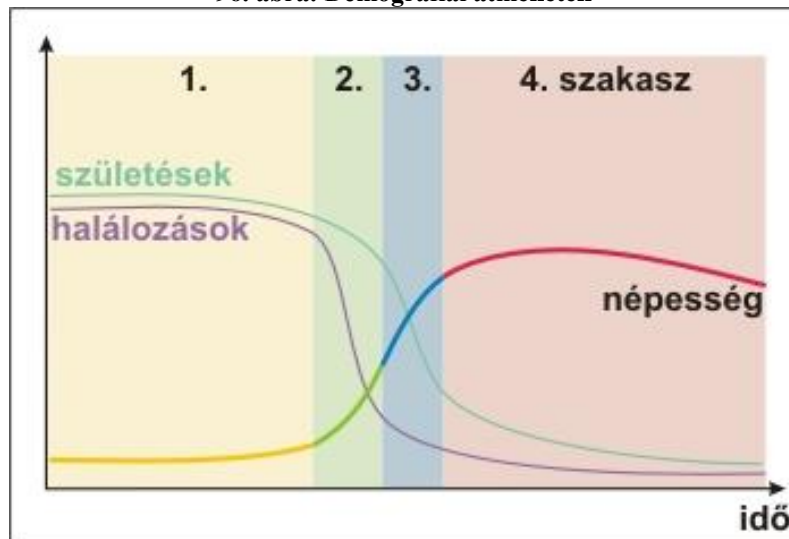 1. 2. 3. 4. szakasz
születések
halálozások
népesség
idő